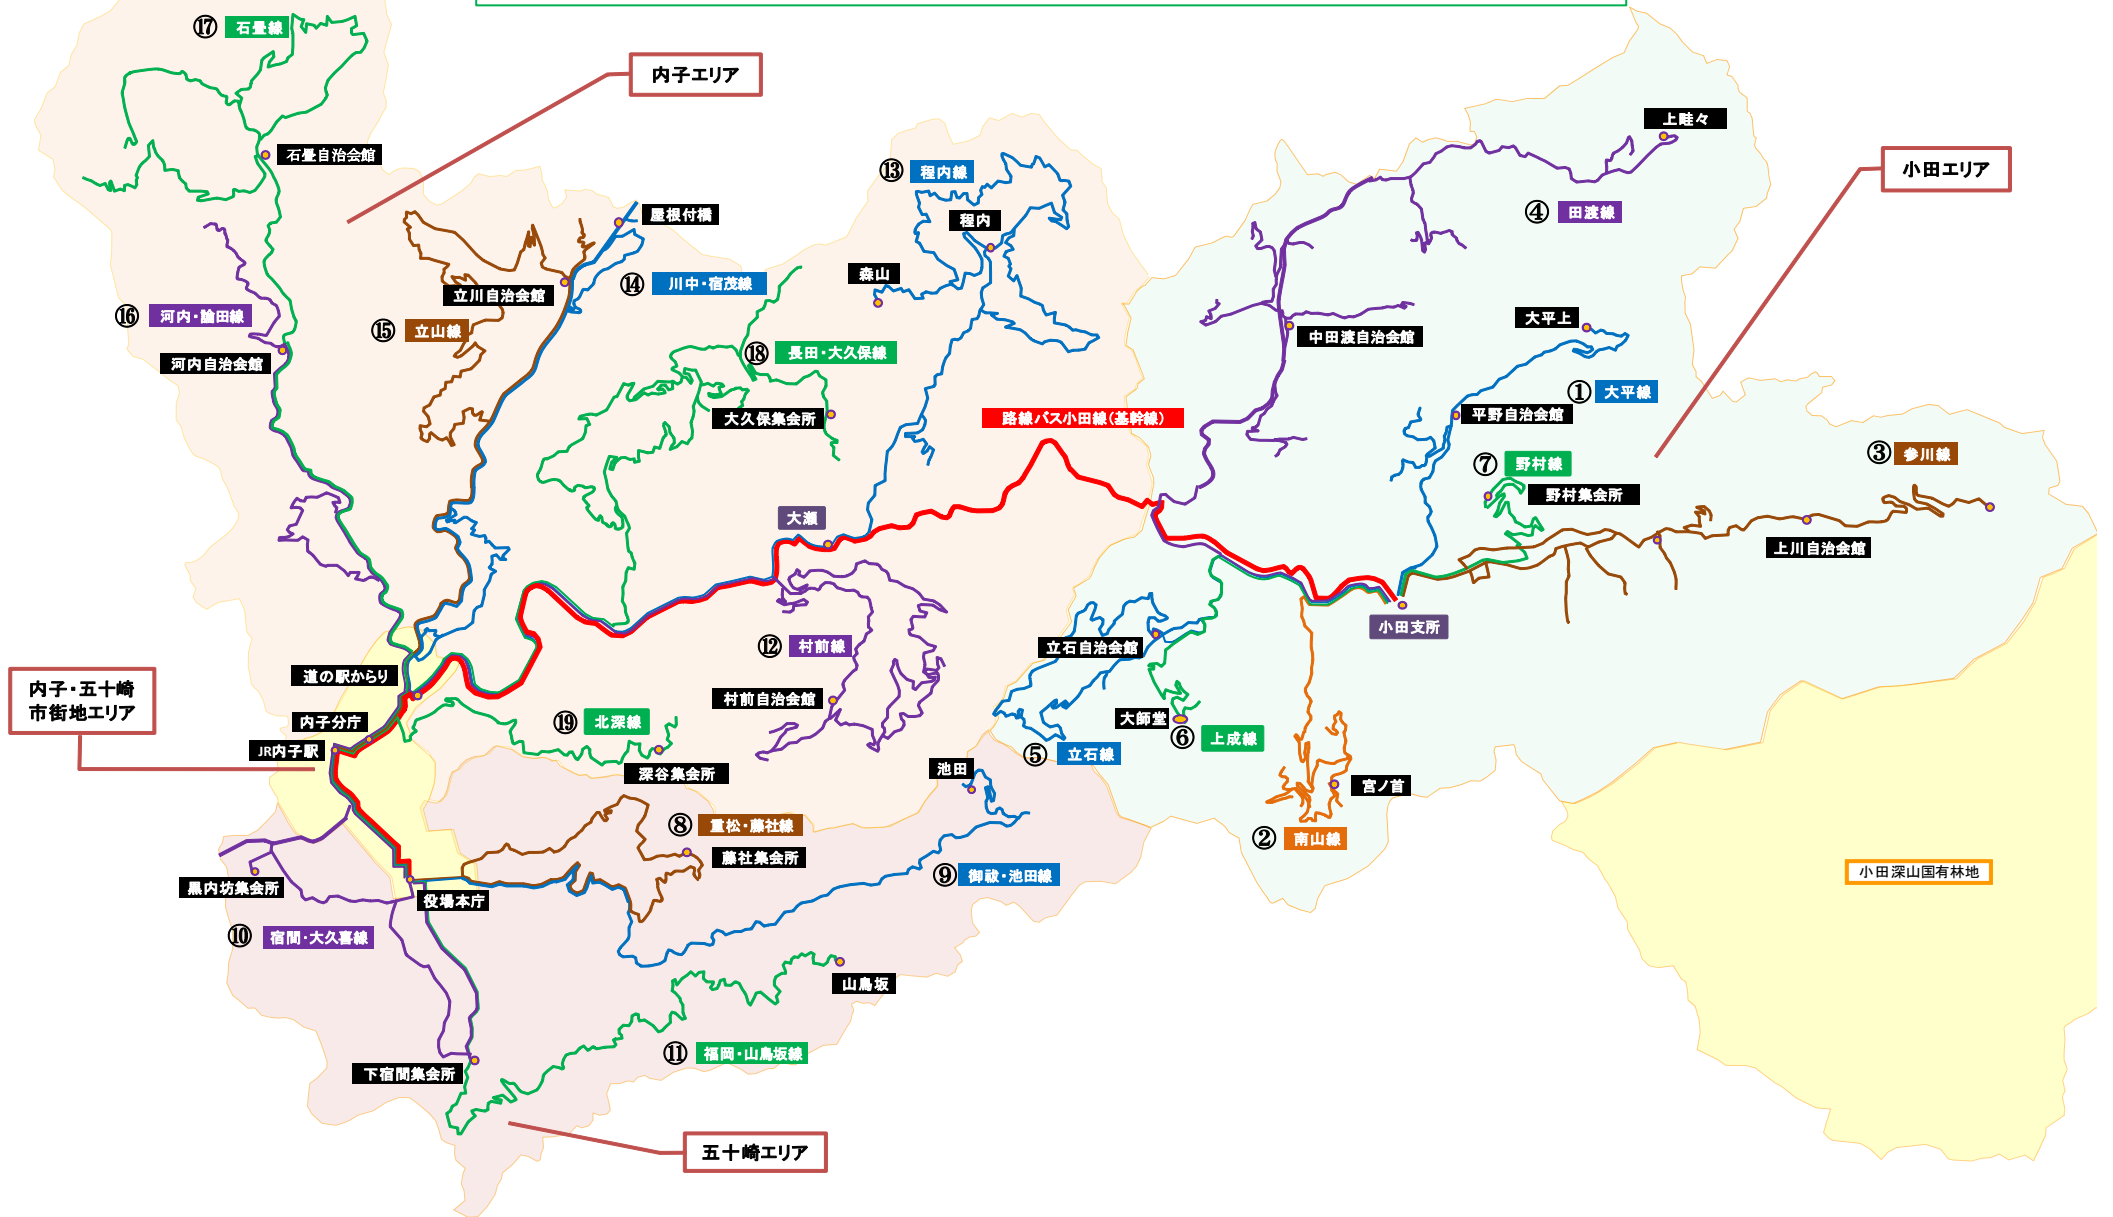 ⑰ 石畳線
内子エリア
上畦々
石畳自治会館
⑬ 程内線
小田エリア
④ 田渡線
屋根付橋
程内
森山
立川自治会館
⑭ 川中・宿茂線
⑯ 河内・論田線
⑮ 立山線
大平上
中田渡自治会館
河内自治会館
⑱ 長田・大久保線
① 大平線
大久保集会所
路線バス小田線(基幹線)
平野自治会館
③ 参川線
⑦ 野村線
野村集会所
大瀬
上川自治会館
小田支所
⑫ 村前線
立石自治会館
道の駅からり
内子・五十崎
市街地エリア
村前自治会館
内子分庁
⑲ 北深線
大師堂
⑥ 上成線
JR内子駅
⑤ 立石線
深谷集会所
池田
宮ノ首
⑧ 重松・藤社線
② 南山線
藤社集会所
⑨ 御祓・池田線
小田深山国有林地
黒内坊集会所
役場本庁
⑩ 宿間・大久喜線
山鳥坂
⑪ 福岡・山鳥坂線
下宿間集会所
五十崎エリア